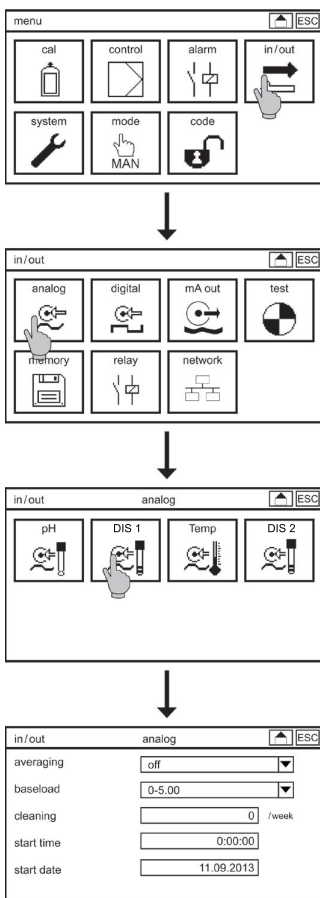 menu ESC
cal control alarm in/out
system mode code
MAN
in/out ESC
analog digital mA out test
memory relay network
in/out analog ESC
pH DIS 1 Temp DIS 2
in/out analog ESC
averaging off
baseload 0-5.00
cleaning 0 /week
start time 0:00:00
start date 11.09.2013